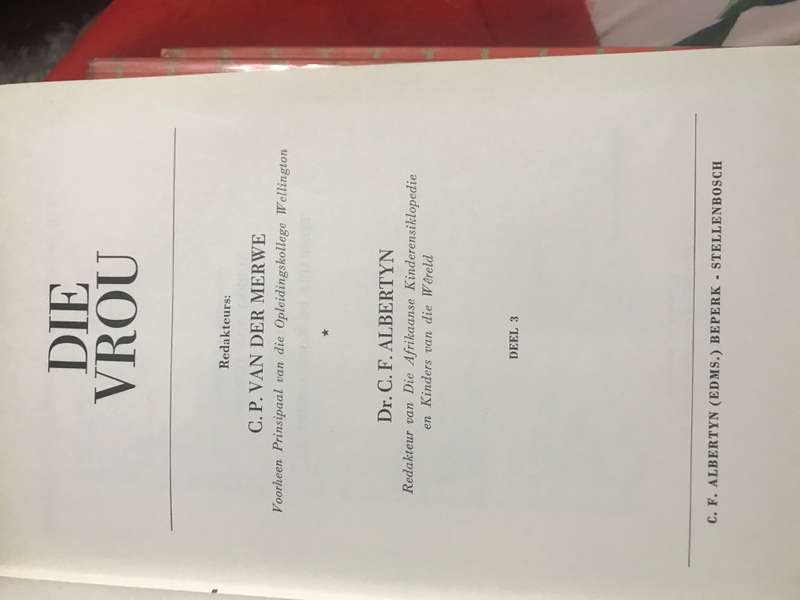 DIE
VROU
Redakteurs:
C. P. VAN DER MERWE
Voorheen Prinsipaal van die Opleidingskollege Wellington
★
Dr. C. F. ALBERTYN
Redakteur van Die Afrikaanse Kinderensiklopedie
en Kinders van die Wêreld
DEEL 3
C. F. ALBERTYN (EDMS.) BEPERK - STELLENBOSCH